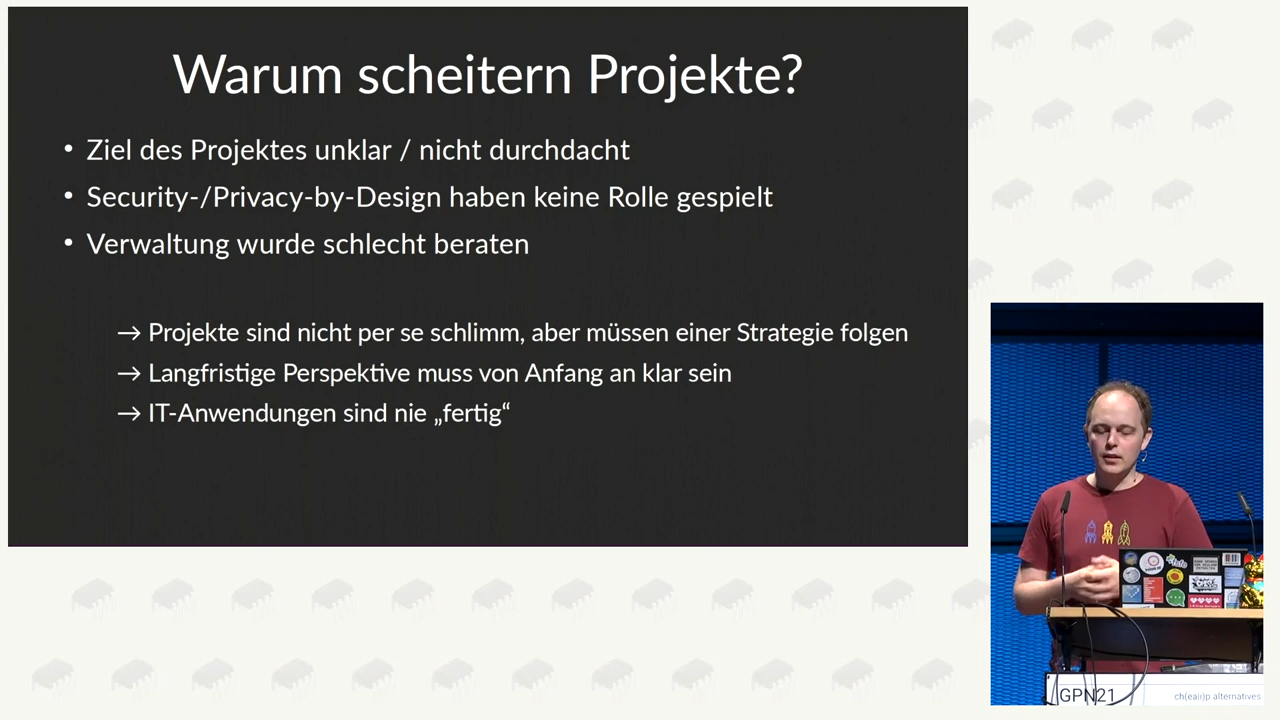 Warum scheitern Projekte?
• Ziel des Projektes unklar / nicht durchdacht
• Security-/Privacy-by-Design haben keine Rolle gespielt
• Verwaltung wurde schlecht beraten
→ Projekte sind nicht per se schlimm, aber müssen einer Strategie folgen
→ Langfristige Perspektive muss von Anfang an klar sein
→ IT-Anwendungen sind nie „fertig“
GPN21
ch(ea(i)p alternatives